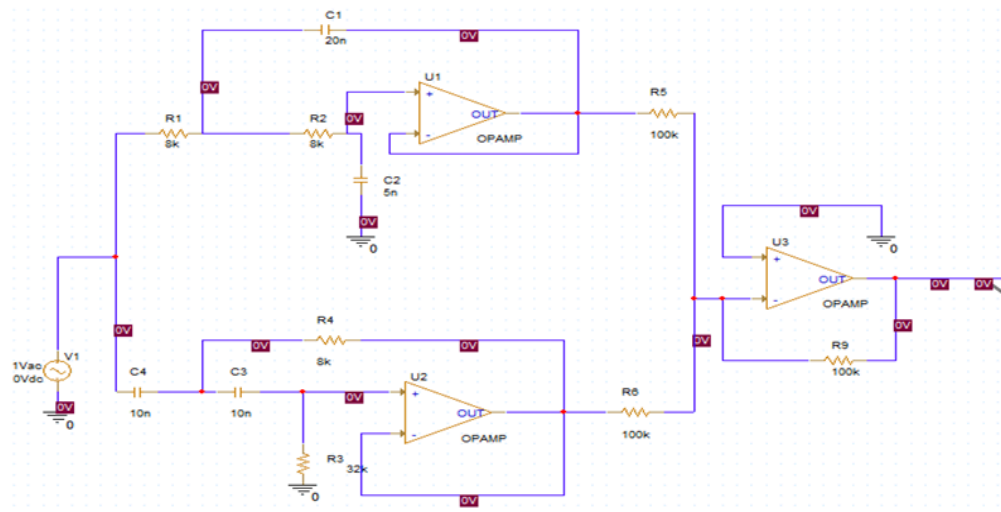 C1
20n
0V
0V
U1
+
-
OUT
OPAMP
0V
R1
8k
R2
8k
R5
100k
C2
5n
0V
0
0V
0
U3
+
-
OUT
OPAMP
0V
0V
0V
R9
100k
0V
0V
R4
8k
0V
0V
V1
1Vac
0Vdc
0V
0
C4
10n
C3
10n
0V
U2
+
-
OUT
OPAMP
R6
100k
R3
32k
0
0V